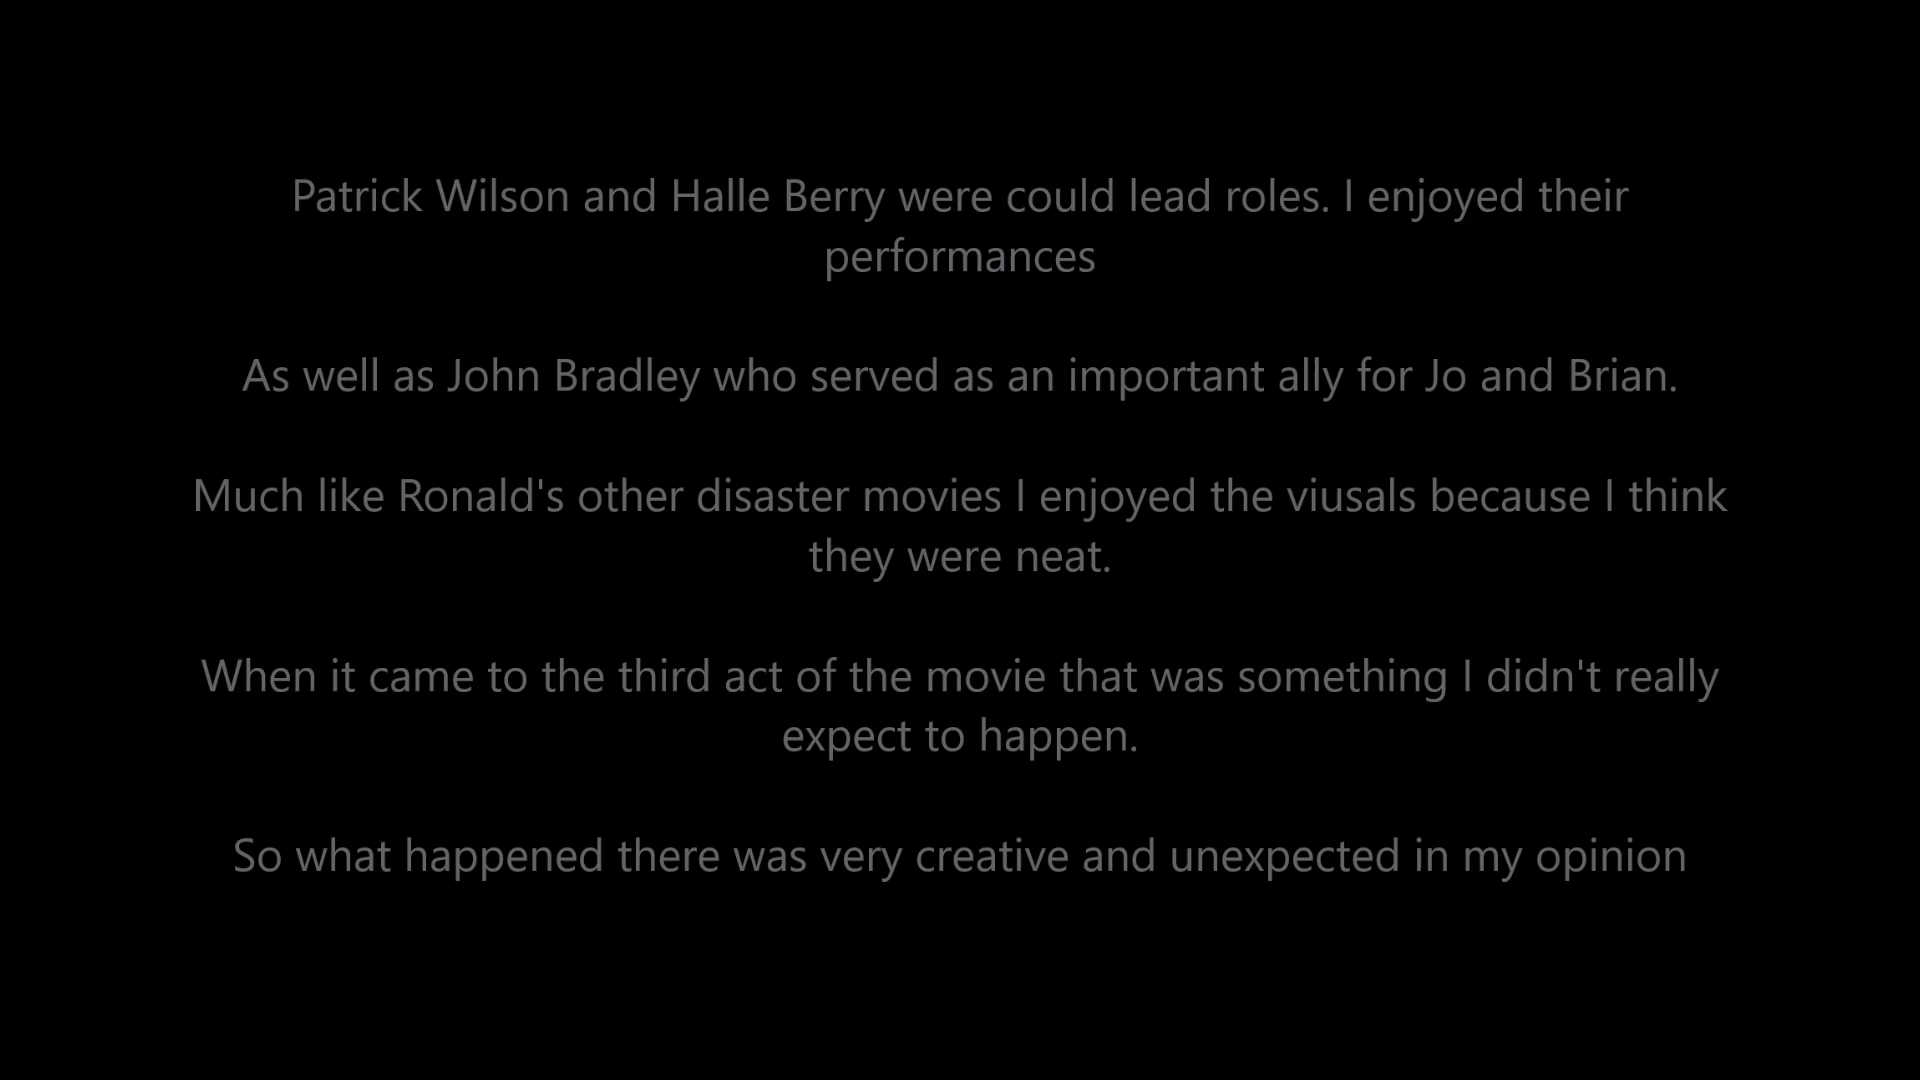 Patrick Wilson and Halle Berry were could lead roles. I enjoyed their
performances
As well as John Bradley who served as an important ally for Jo and Brian.
Much like Ronald's other disaster movies I enjoyed the viusals because I think
they were neat.
When it came to the third act of the movie that was something I didn't really
expect to happen.
So what happened there was very creative and unexpected in my opinion